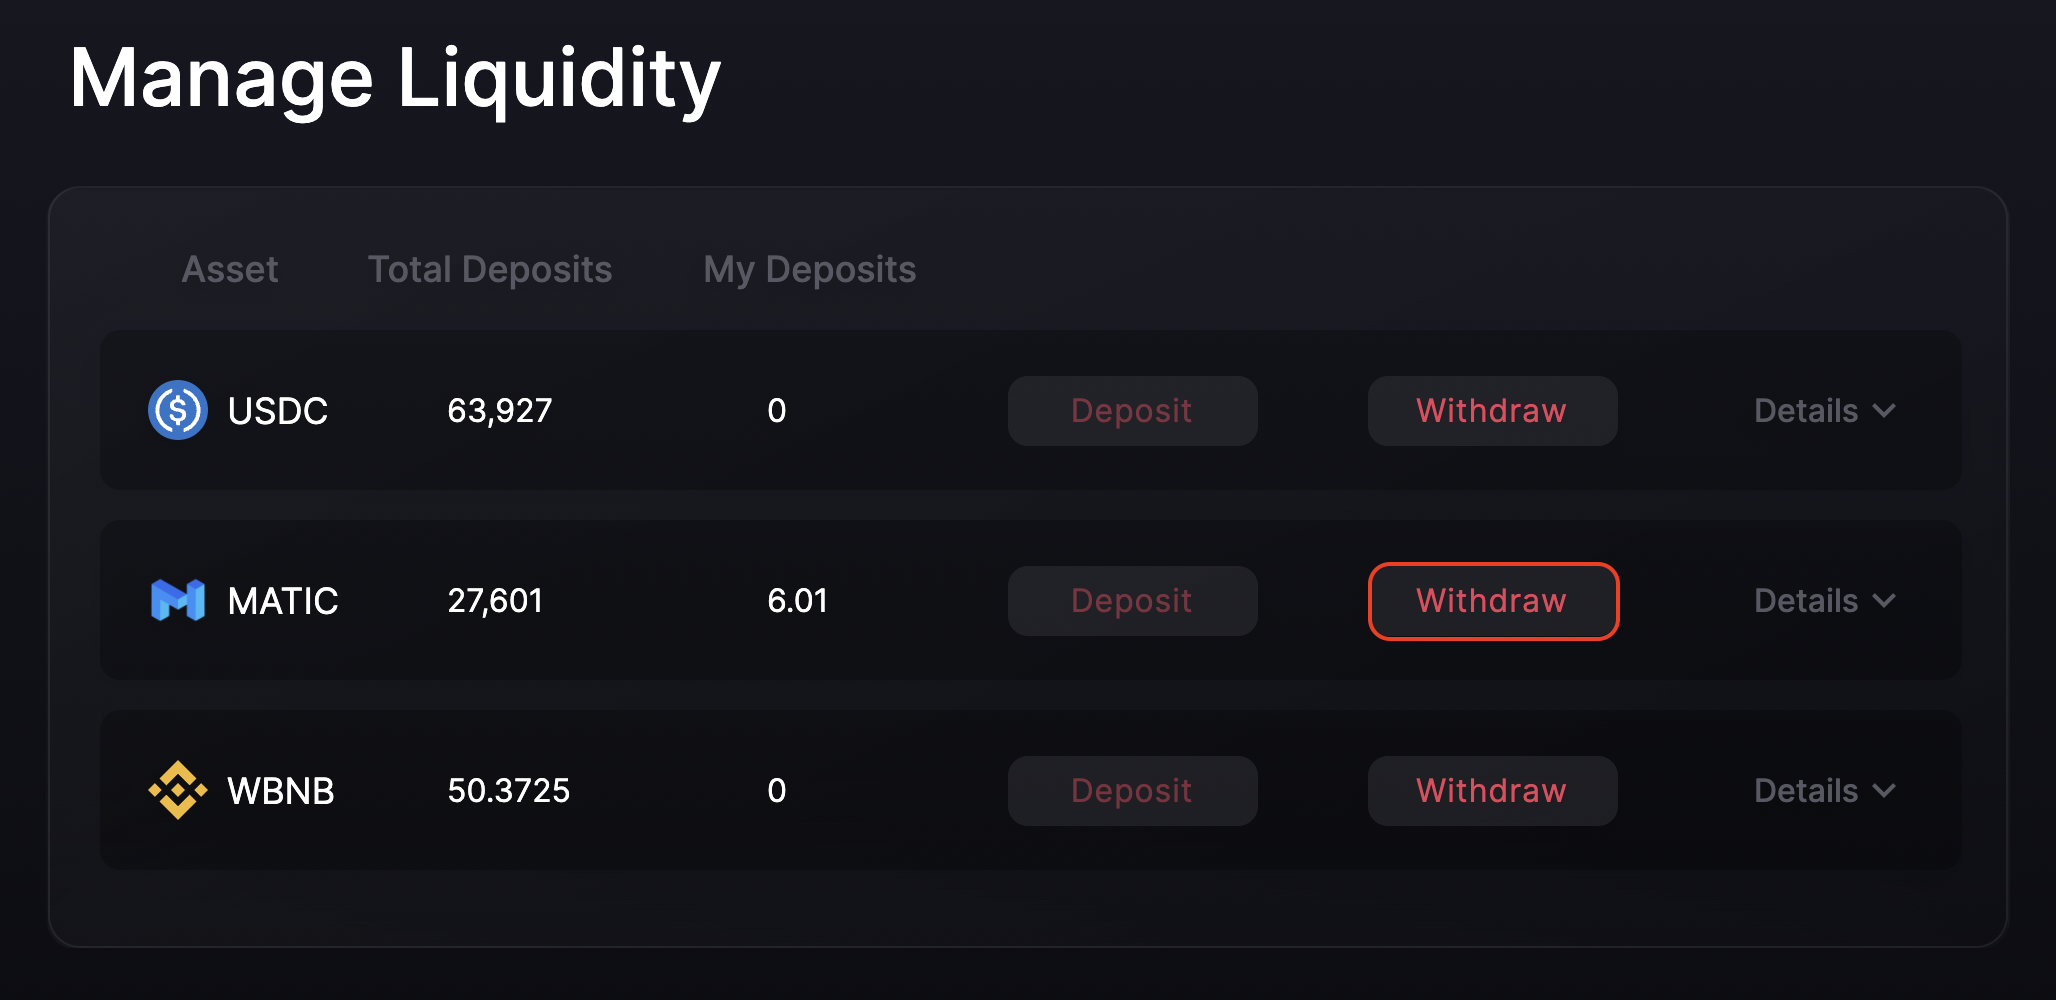 Manage Liquidity
Asset Total Deposits My Deposits
USDC 63,927 0 Deposit Withdraw Details
MATIC 27,601 6.01 Deposit Withdraw Details
WBNB 50.3725 0 Deposit Withdraw Details